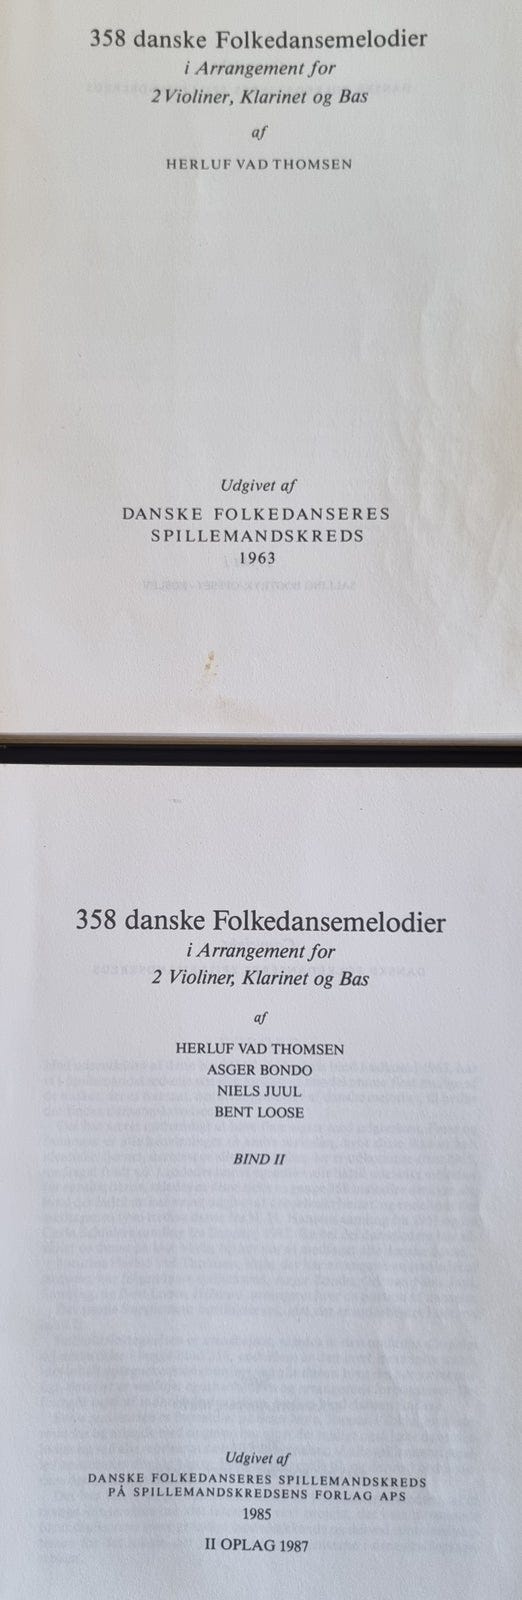 358 danske Folkedansemelodier
i Arrangement for
2 Violiner, Klarinet og Bas
af
HERLUF VAD THOMSEN
Udgivet af
DANSKE FOLKEDANSERES
SPILLEMANDSKREDS
1963
358 danske Folkedansemelodier
i Arrangement for
2 Violiner, Klarinet og Bas
af
HERLUF VAD THOMSEN
ASGER BONDO
NIELS JUUL
BENT LOOSE
BIND II
Udgivet af
DANSKE FOLKEDANSERES SPILLEMANDSKREDS
PÅ SPILLEMANDSKREDSENS FORLAG APS
1985
II OPLAG 1987